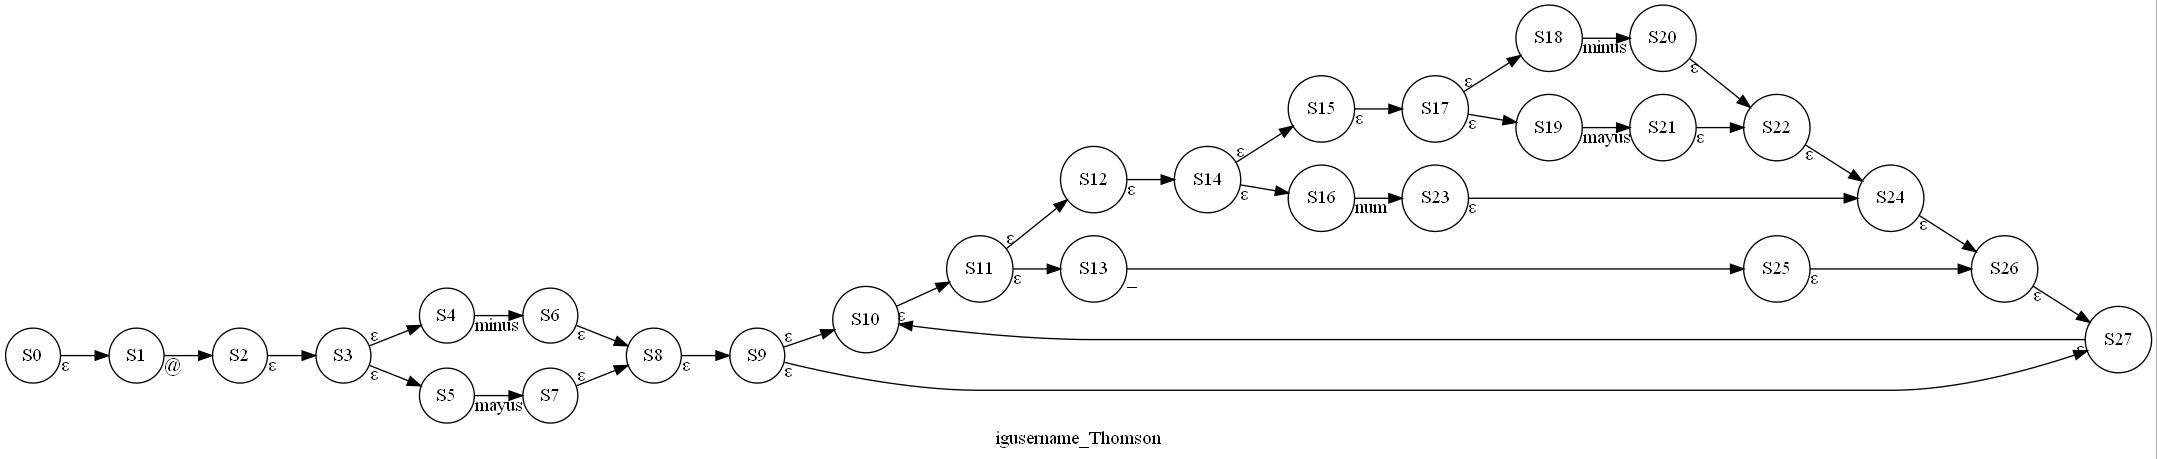 S18 minus S20
ε ε
S15 ε S17 ε S19 mayus S21 ε S22
ε ε
S12 ε S14 ε S16 num S23 ε S24
ε ε
S11 ε S13 _ S25 ε S26
ε ε
S10 ε
S4 minus S6
ε ε ε
S0 ε S1 @ S2 ε S3 S8 ε S9 ε S27
ε ε ε
S5 mayus S7
igusername_Thomson